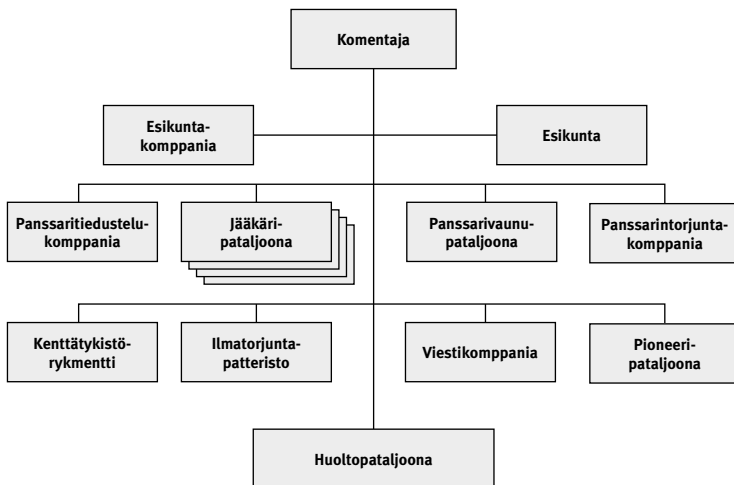 Komentaja
Esikunta-
komppania
Esikunta
Panssaritiedustelu-
komppania
Jääkäri-
pataljoona
Panssarivaunu-
pataljoona
Panssarintorjunta-
komppania
Kenttätykistö-
rykmentti
Ilmatorjunta-
patteristo
Viestikomppania
Pioneeri-
pataljoona
Huoltopataljoona